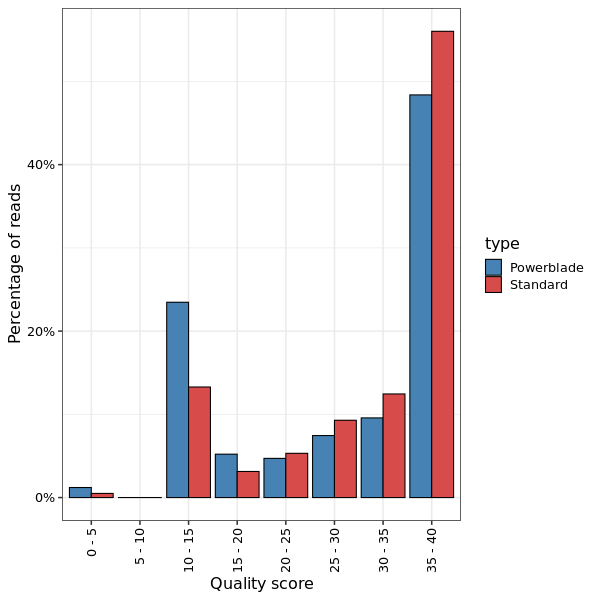 Percentage of reads
40%
20%
0%
0 - 5
5 - 10
10 - 15
15 - 20
20 - 25
25 - 30
30 - 35
35 - 40
Quality score
type
Powerblade
Standard